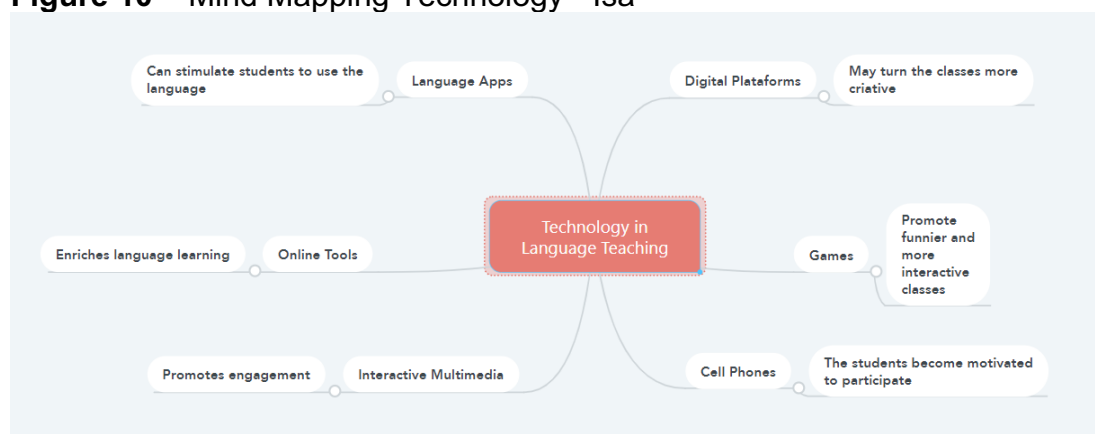 Figure 10 - Mind Mapping Technology - Isa
Can stimulate students to use the
language
Language Apps
Digital Plataforms
May turn the classes more
criative
Technology in
Language Teaching
Enriches language learning
Online Tools
Games
Promote
funnier and
more
interactive
classes
Promotes engagement
Interactive Multimedia
Cell Phones
The students become motivated
to participate